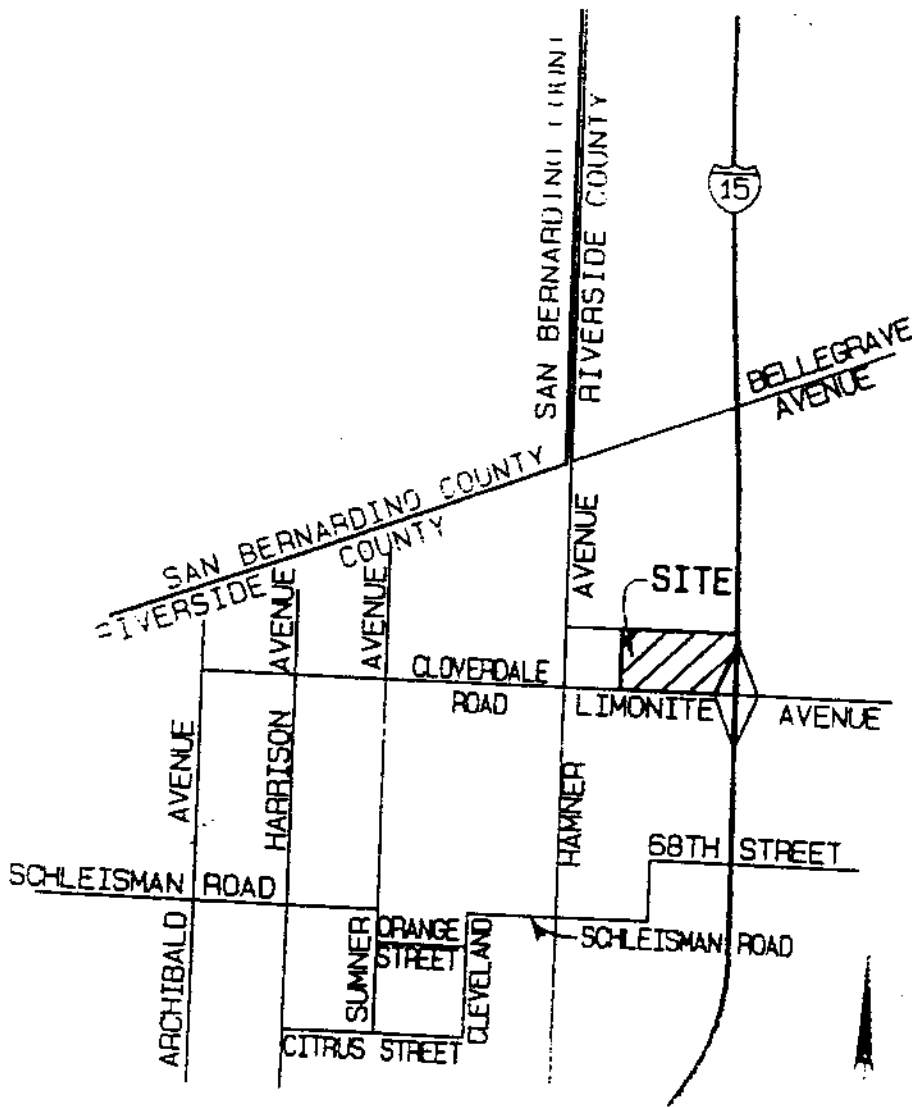 SAN BERNARDINO
RIVERSIDE COUNTY
15
BELLEGRAVE
AVENUE
SAN BERNARDINO COUNTY
RIVERSIDE COUNTY
AVENUE
AVENUE
AVENUE
SITE
CLOVERDALE
ROAD
LIMONITE AVENUE
AVENUE
HARRISON
HAMNER
68TH STREET
SCHLEISMAN ROAD
ARCHIBALD
SUMNER
ORANGE
STREET
CLEVELAND
SCHLEISMAN ROAD
CITRUS STREET